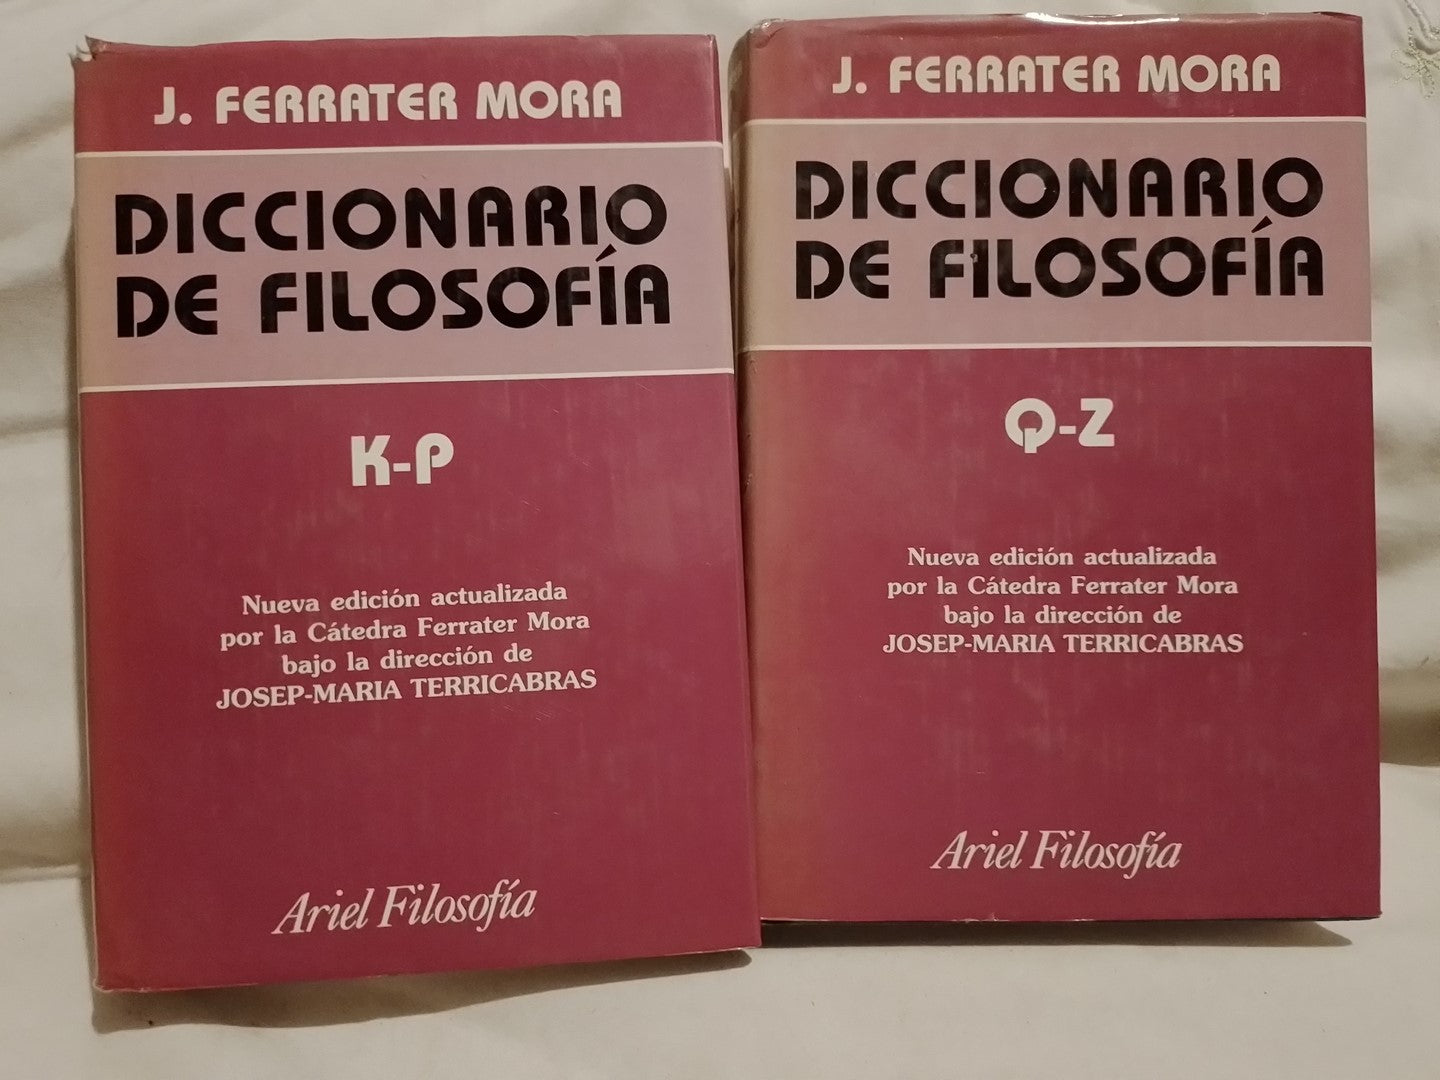 J. FERRATER MORA
DICCIONARIO
DE FILOSOFÍA
K-P
Nueva edición actualizada
por la Cátedra Ferrater Mora
bajo la dirección de
JOSEP-MARIA TERRICABRAS
Ariel Filosofía
J. FERRATER MORA
DICCIONARIO
DE FILOSOFÍA
Q-Z
Nueva edición actualizada
por la Cátedra Ferrater Mora
bajo la dirección de
JOSEP-MARIA TERRICABRAS
Ariel Filosofía